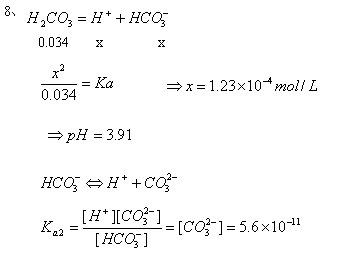 8、 H₂CO₃ = H⁺ + HCO₃⁻
0.034 x x
x²/0.034 = Ka ⇒ x = 1.23×10⁻⁴ mol / L
⇒ pH = 3.91
HCO₃⁻ ⇔ H⁺ + CO₃²⁻
Kₐ₂ = [H⁺][CO₃²⁻]/[HCO₃⁻] = [CO₃²⁻] = 5.6×10⁻¹¹